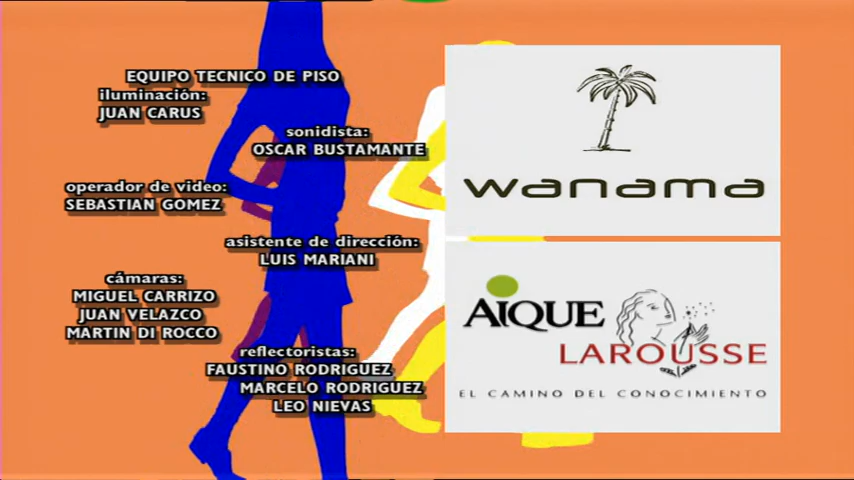 EQUIPO TECNICO DE PISO
iluminación:
JUAN CARUS
sonidista:
OSCAR BUSTAMANTE
operador de video:
SEBASTIAN GOMEZ
asistente de dirección:
LUIS MARIANI
cámaras:
MIGUEL CARRIZO
JUAN VELAZCO
MARTIN DI ROCCO
reflectoristas:
FAUSTINO RODRIGUEZ
MARCELO RODRIGUEZ
LEO NIEVAS
wanama
AIQUE
LAROUSSE
EL CAMINO DEL CONOCIMIENTO